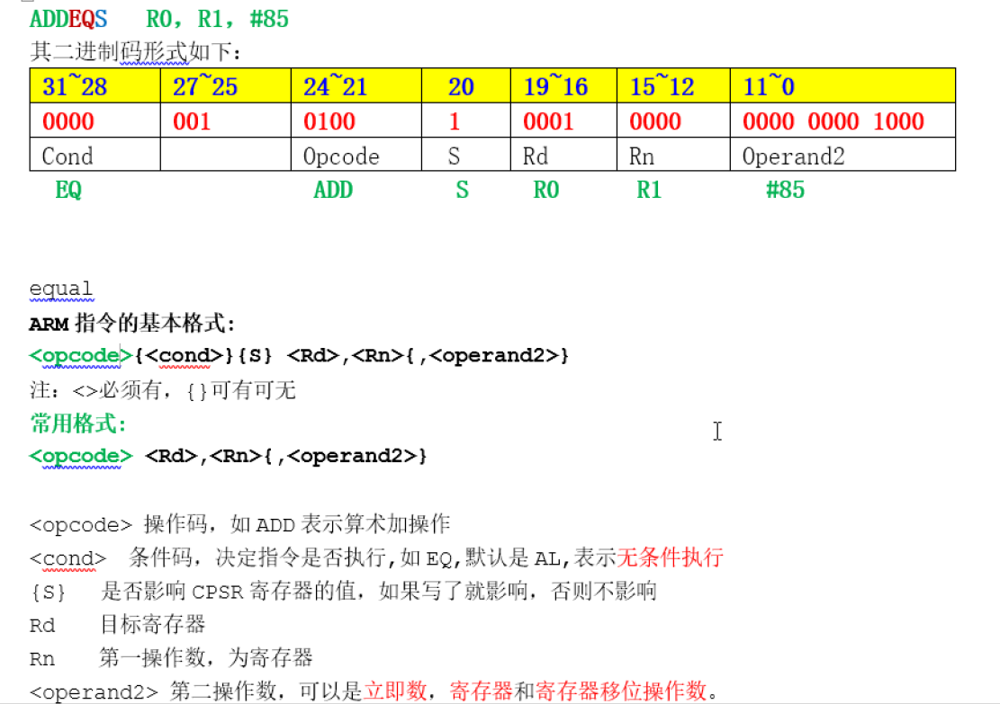 ADDEQS R0, R1, #85
其二进制码形式如下:
31~28 27~25 24~21 20 19~16 15~12 11~0
0000 001 0100 1 0001 0000 0000 0000 1000
Cond Opcode S Rd Rn Operand2
EQ ADD S R0 R1 #85
equal
ARM 指令的基本格式:
<opcode>{<cond>}{S} <Rd>,<Rn>{,<operand2>}
注: <>必须有, {}可有可无
常用格式:
<opcode> <Rd>,<Rn>{,<operand2>}
<opcode> 操作码, 如 ADD 表示算术加操作
<cond> 条件码, 决定指令是否执行,如 EQ,默认是 AL,表示无条件执行
{S} 是否影响 CPSR 寄存器的值, 如果写了就影响, 否则不影响
Rd 目标寄存器
Rn 第一操作数, 为寄存器
<operand2> 第二操作数, 可以是立即数, 寄存器和寄存器移位操作数。